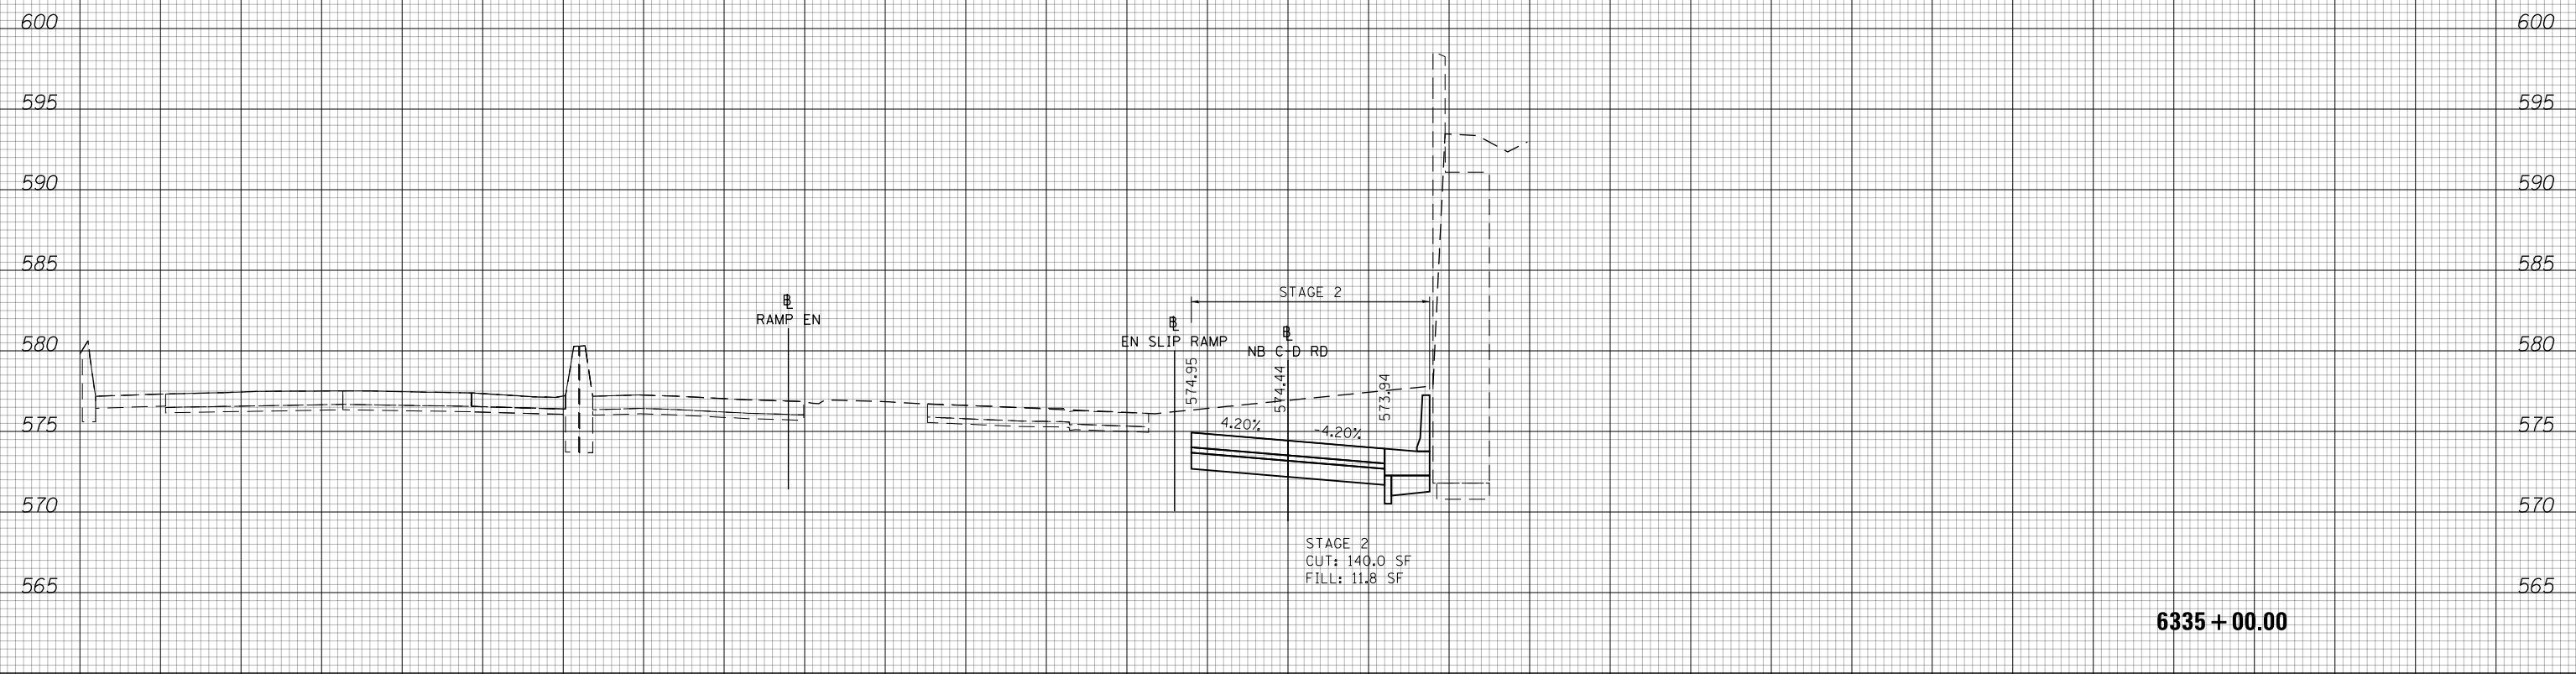 600 600
595 595
590 590
585 585
STAGE 2
RAMP EN
EN SLIP RAMP
NB C-D RD
580 580
574.95
574.44
573.94
4.20%
-4.20%
575 575
570 570
STAGE 2
CUT: 140.0 SF
FILL: 11.8 SF
565 565
6335+00.00